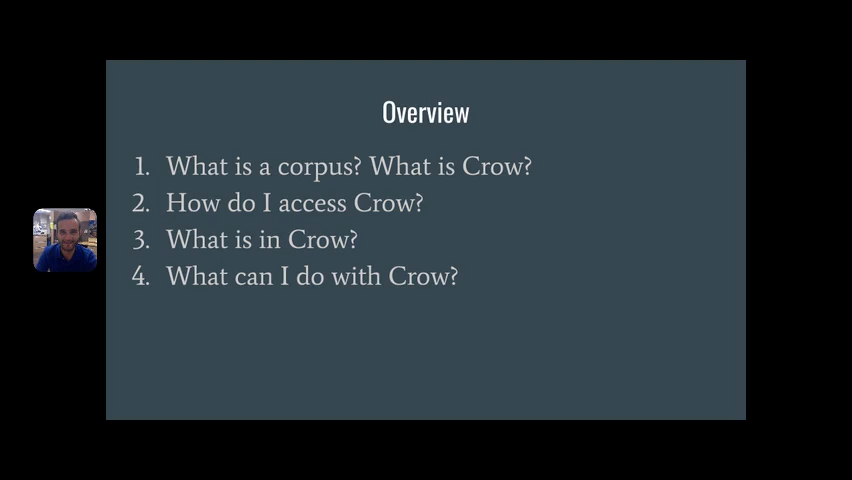 Overview
1. What is a corpus? What is Crow?
2. How do I access Crow?
3. What is in Crow?
4. What can I do with Crow?